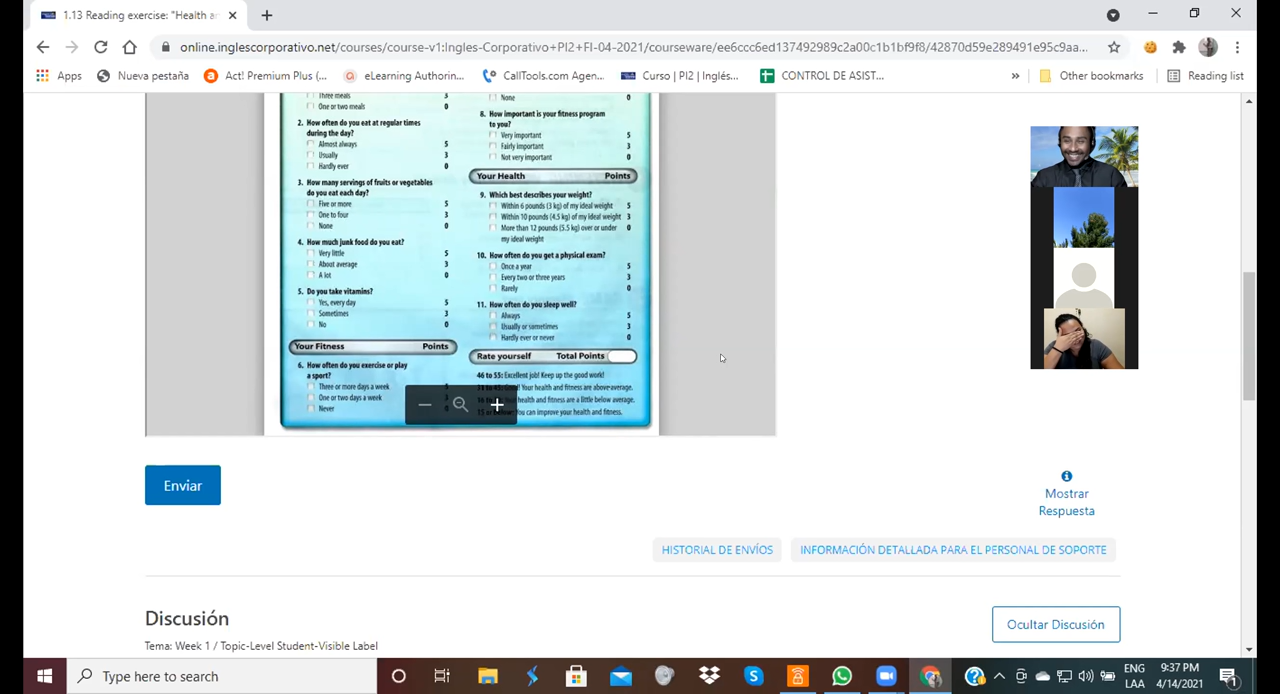 1.13 Reading exercise: "Health a
online.inglescorporativo.net/courses/course-v1:Ingles-Corporativo+PI2+FI-04-2021/courseware/ee6ccc6ed137492989c2a00c1b1bf9f8/42870d59e289491e95c9aa...
Apps
Nueva pestaña
Act! Premium Plus (...
eLearning Authorin...
CallTools.com Agen...
Curso | PI2 | Inglés...
CONTROL DE ASIST...
»
Other bookmarks
Reading list
Three meals 3
One or two meals 0
2. How often do you eat at regular times
during the day?
Almost always 5
Usually 3
Hardly ever 0
3. How many servings of fruits or vegetables
do you eat each day?
Five or more 5
One to four 3
None 0
4. How much junk food do you eat?
Very little 5
About average 3
A lot 0
5. Do you take vitamins?
Yes, every day 5
Sometimes 3
No 0
Your Fitness Points
6. How often do you exercise or play
a sport?
Three or more days a week
One or two days a week
Never
None 0
8. How important is your fitness program
to you?
Very important 5
Fairly important 3
Not very important 0
Your Health Points
9. Which best describes your weight?
Within 6 pounds (3 kg) of my ideal weight 5
Within 10 pounds (4.5 kg) of my ideal weight 3
More than 12 pounds (5.5 kg) over or under 0
my ideal weight
10. How often do you get a physical exam?
Once a year 5
Every two or three years 3
Rarely 0
11. How often do you sleep well?
Always 5
Usually or sometimes 3
Hardly ever or never 0
Rate yourself Total Points
46 to 55: Excellent job! Keep up the good work!
Good! Your health and fitness are above average.
health and fitness are a little below average.
You can improve your health and fitness.
Enviar
Mostrar
Respuesta
HISTORIAL DE ENVÍOS
INFORMACIÓN DETALLADA PARA EL PERSONAL DE SOPORTE
Discusión
Tema: Week 1 / Topic-Level Student-Visible Label
Ocultar Discusión
Type here to search
ENG
LAA
9:37 PM
4/14/2021